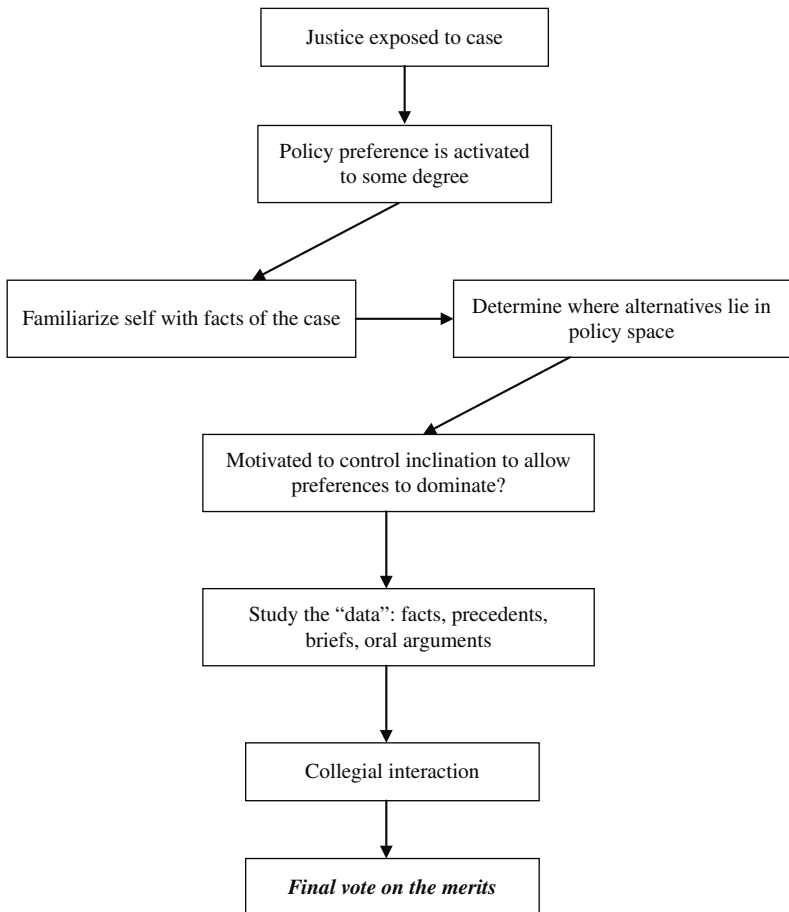 Justice exposed to case
Policy preference is activated
to some degree
Familiarize self with facts of the case
Determine where alternatives lie in
policy space
Motivated to control inclination to allow
preferences to dominate?
Study the “data”: facts, precedents,
briefs, oral arguments
Collegial interaction
Final vote on the merits